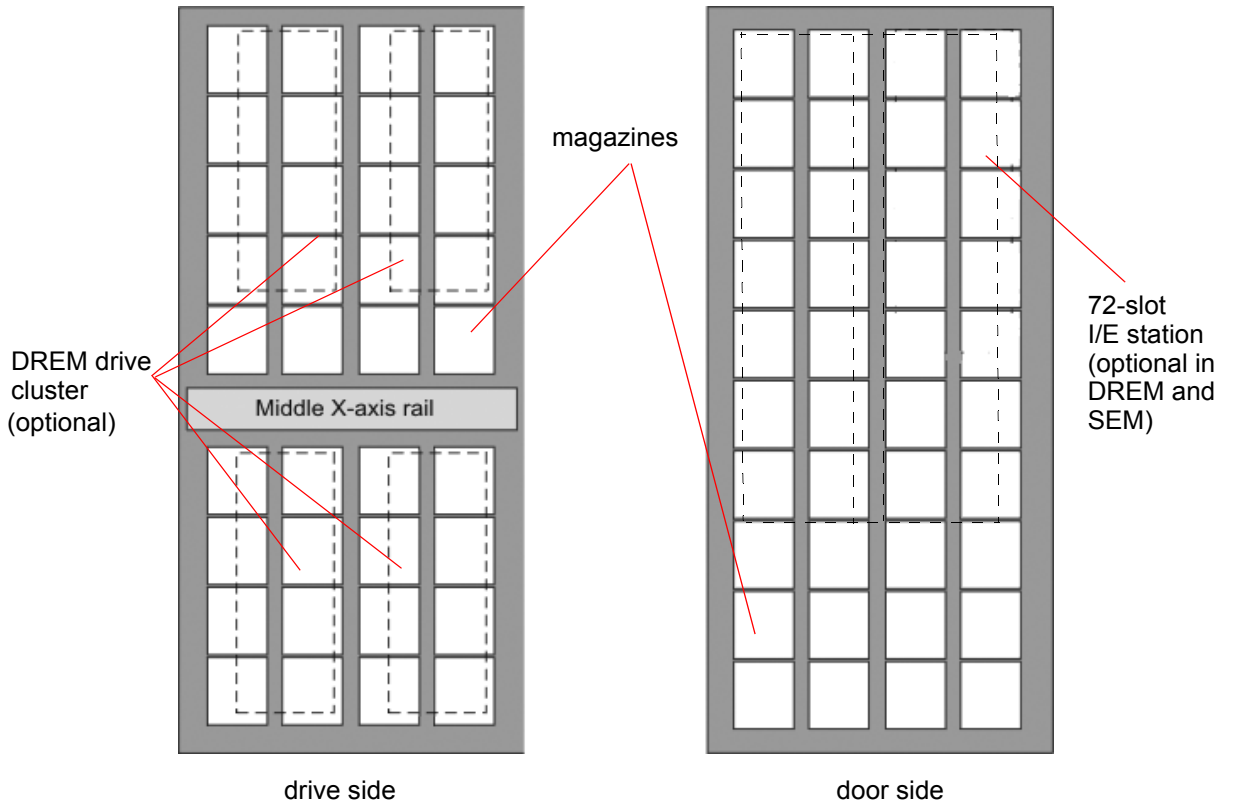 magazines
DREM drive
cluster
(optional)
Middle X-axis rail
72-slot
I/E station
(optional in
DREM and
SEM)
drive side
door side